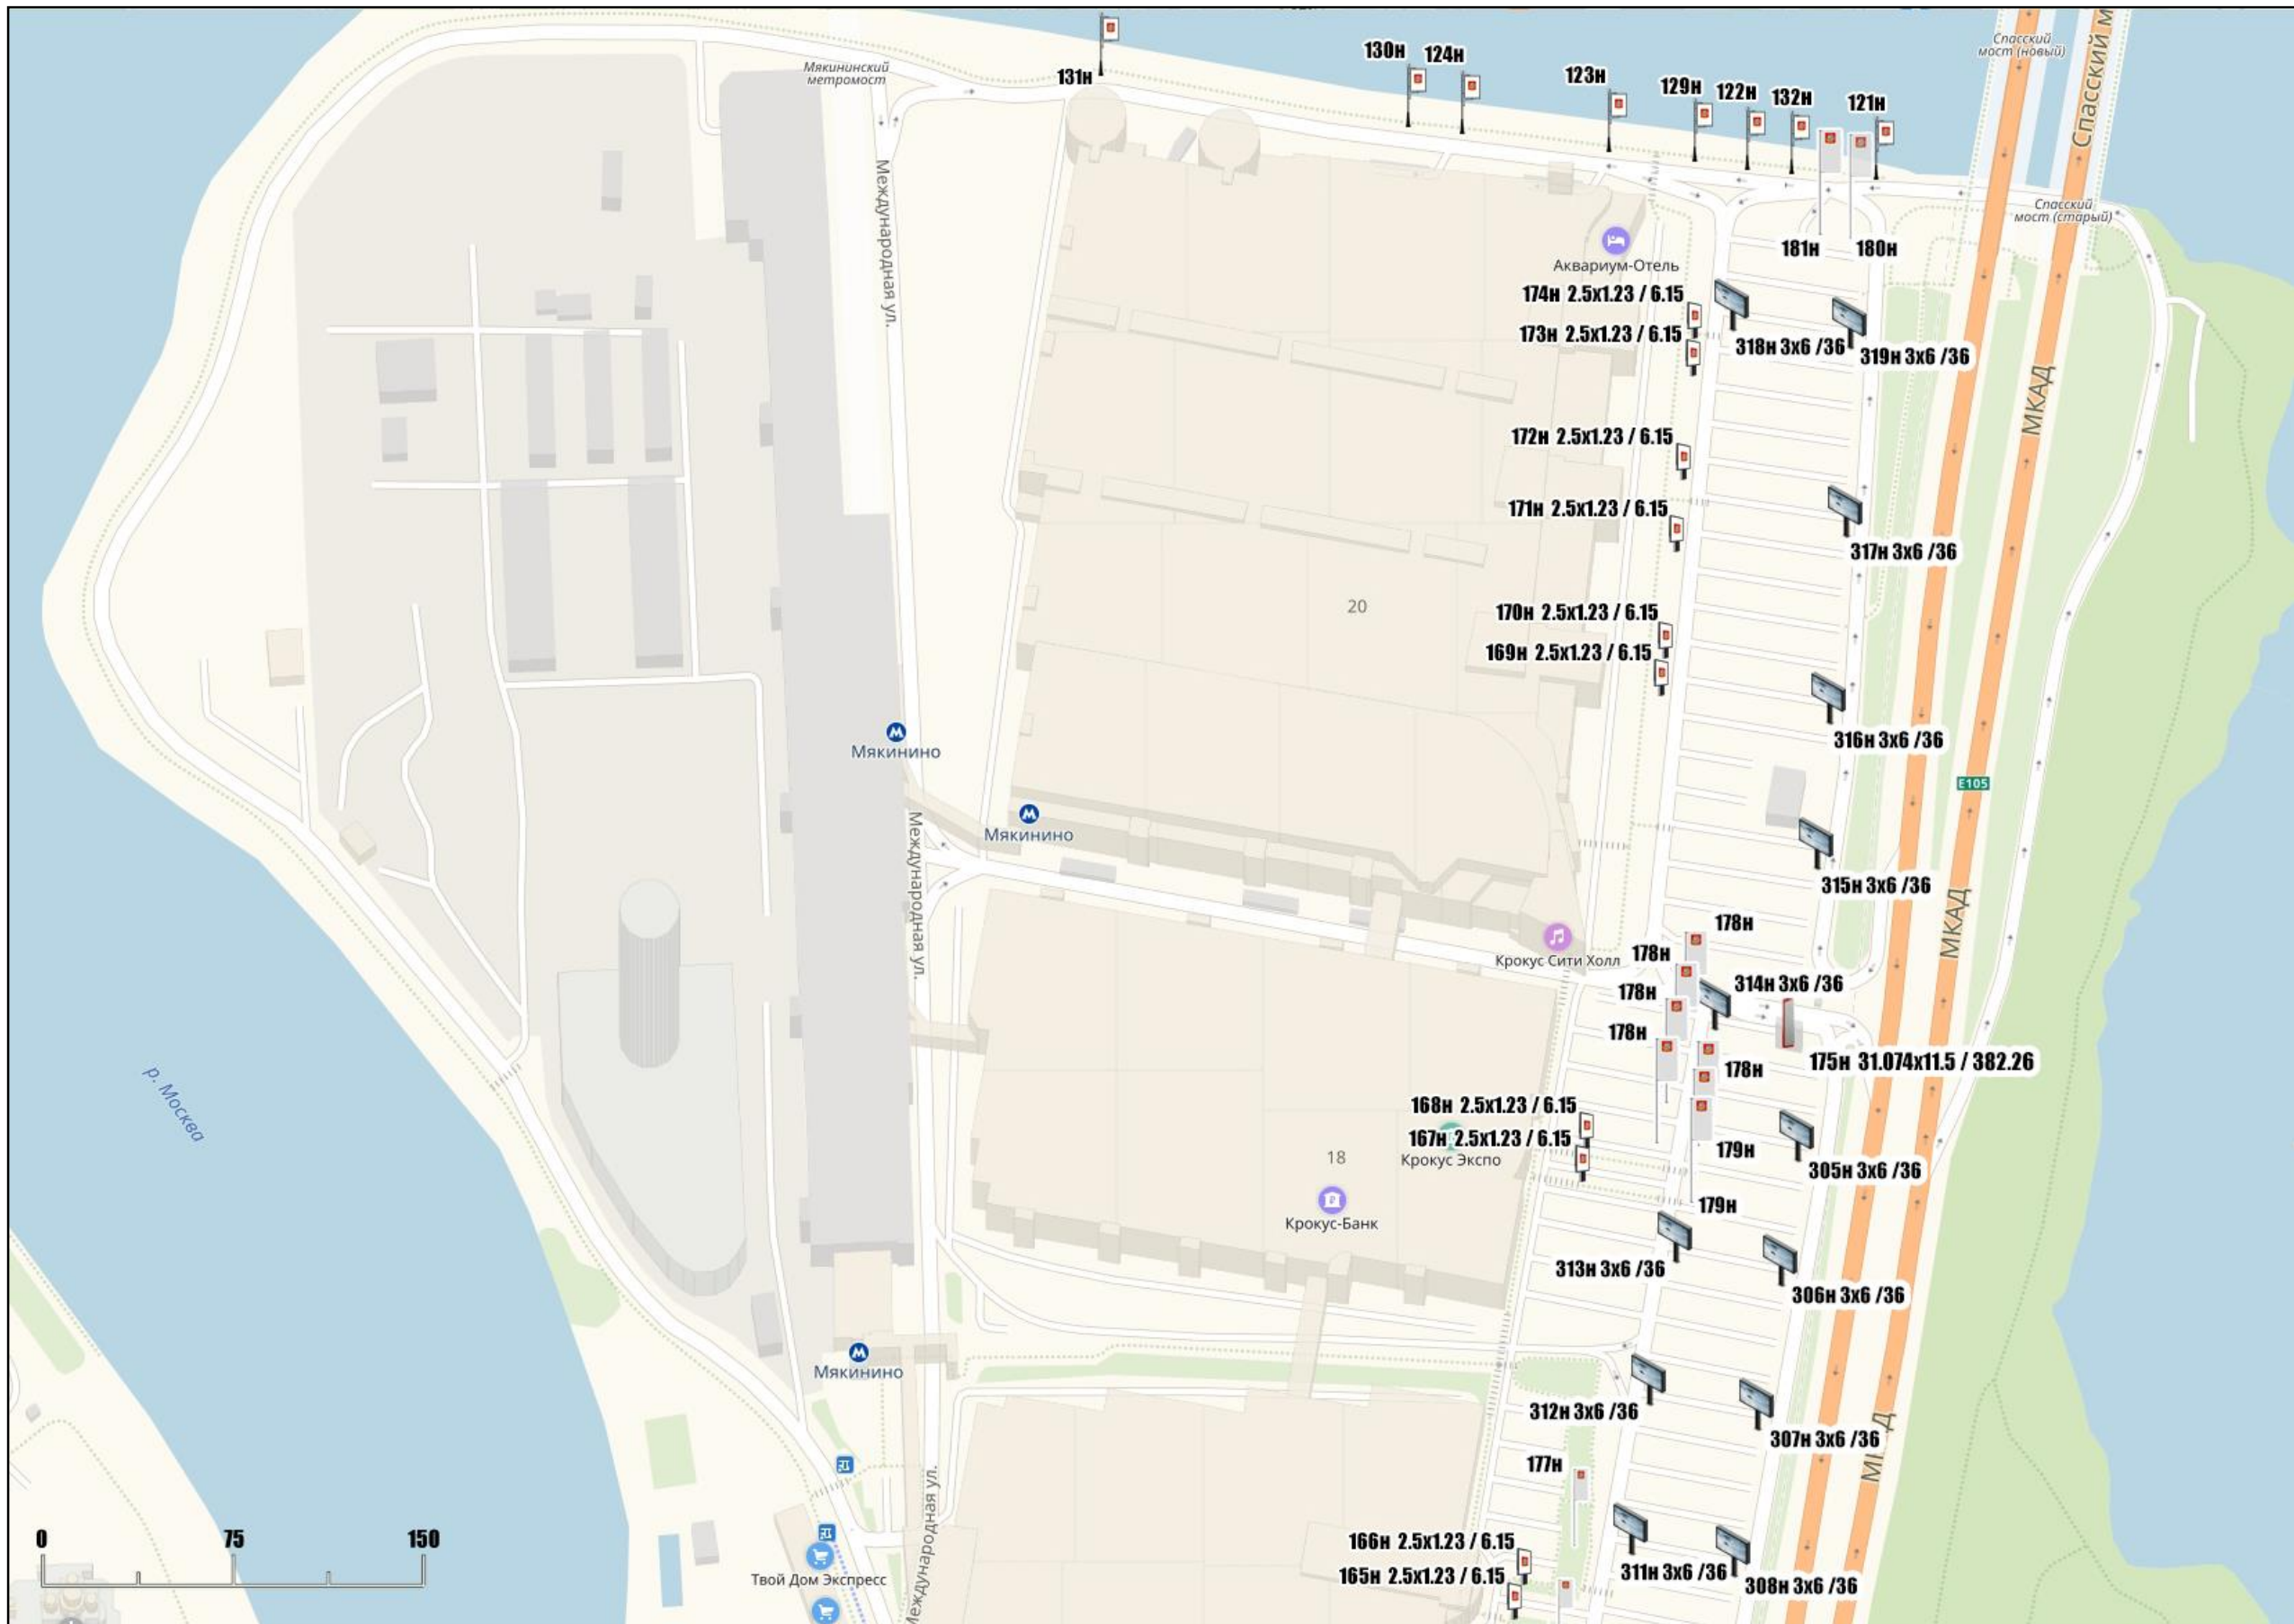 Спасский
мост (новый)
Спасский м
Мякининский
метромост
131н
130н
124н
123н
129н
122н
132н
121н
Спасский
мост (старый)
181н
180н
Международная ул.
Аквариум-Отель
174н 2.5x1.23 / 6.15
173н 2.5x1.23 / 6.15
318н 3x6 /36
319н 3x6 /36
МКАД
172н 2.5x1.23 / 6.15
171н 2.5x1.23 / 6.15
317н 3x6 /36
20
170н 2.5x1.23 / 6.15
169н 2.5x1.23 / 6.15
316н 3x6 /36
Мякинино
E105
Мякинино
Международная ул.
315н 3x6 /36
МКАД
178н
Крокус Сити Холл
178н
314н 3x6 /36
178н
178н
175н 31.074x11.5 / 382.26
178н
р. Москва
168н 2.5x1.23 / 6.15
167н 2.5x1.23 / 6.15
18
Крокус Экспо
179н
305н 3x6 /36
179н
Крокус-Банк
313н 3x6 /36
306н 3x6 /36
Мякинино
312н 3x6 /36
307н 3x6 /36
177н
Международная ул.
0
75
150
166н 2.5x1.23 / 6.15
165н 2.5x1.23 / 6.15
311н 3x6 /36
308н 3x6 /36
Твой Дом Экспресс